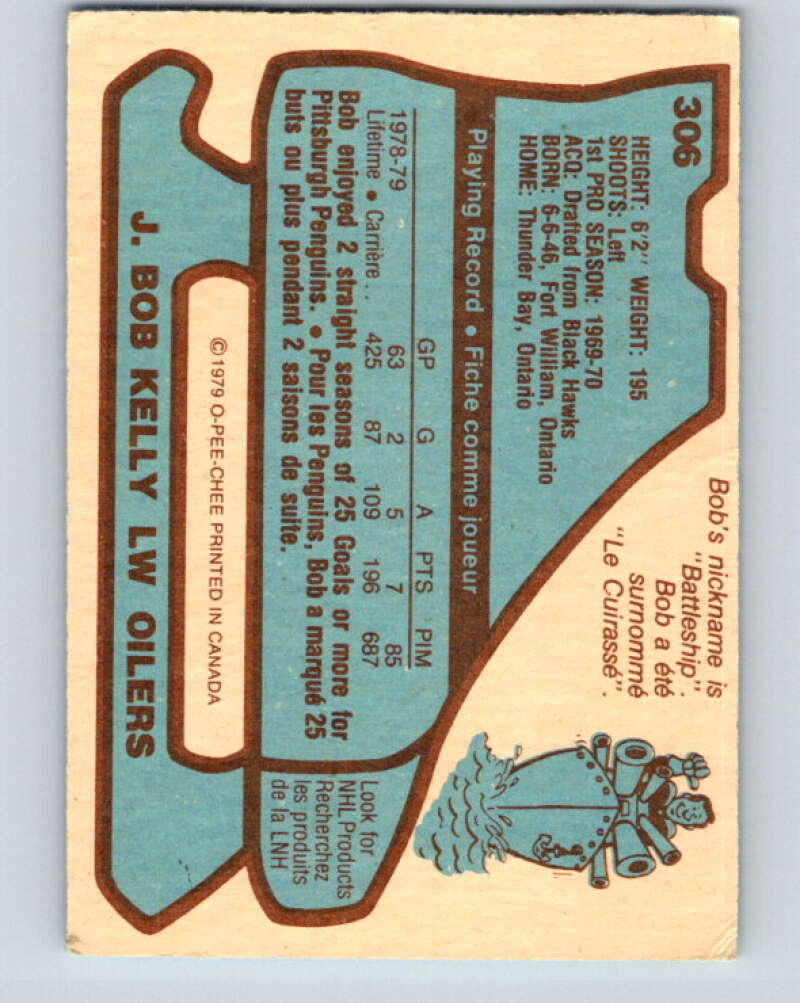 306
HEIGHT: 6'2" WEIGHT: 195
SHOOTS: Left
1st PRO SEASON: 1969-70
ACQ: Drafted from Black Hawks
BORN: 6-6-46, Fort William, Ontario
HOME: Thunder Bay, Ontario
Bob's nickname is
"Battleship".
Bob a été
surnommé
"Le Cuirassé".
Playing Record • Fiche comme joueur
GP G A PTS PIM
1978-79 63 2 5 7 85
Lifetime • Carrière . . 425 87 109 196 687
Bob enjoyed 2 straight seasons of 25 Goals or more for
Pittsburgh Penguins. • Pour les Penguins, Bob a marqué 25
buts ou plus pendant 2 saisons de suite.
Look for
NHL Products
Recherchez
les produits
de la LNH
©1979 O-PEE-CHEE PRINTED IN CANADA
J. BOB KELLY LW OILERS